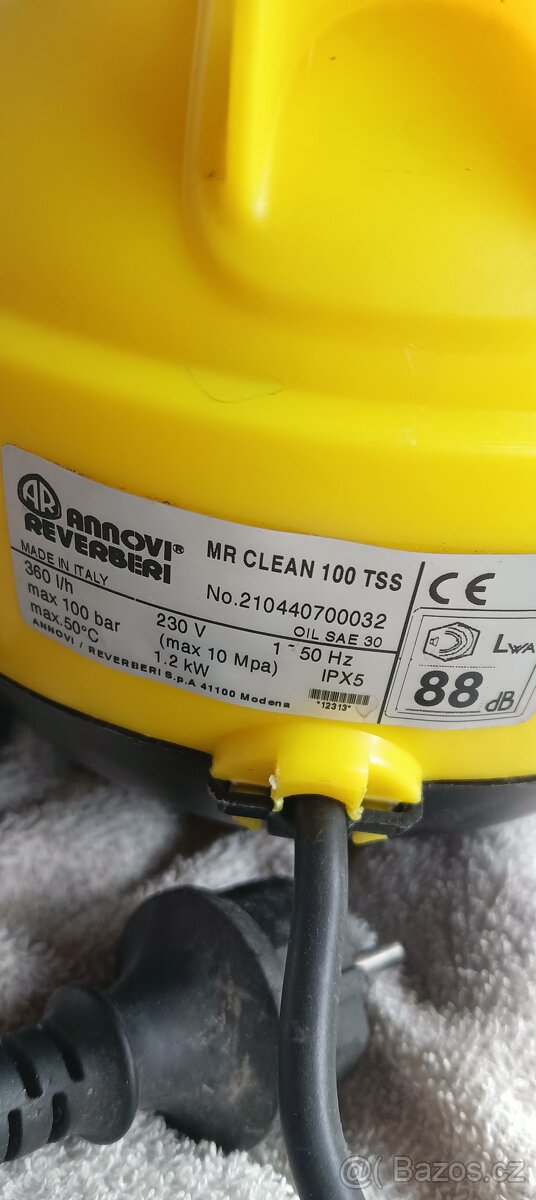 AR ANNOVI®
REVERBERI
MADE IN ITALY
MR CLEAN 100 TSS
No.210440700032
OIL SAE 30
360 l/h
max 100 bar
max.50°C
230 V
1 ~ 50 Hz
(max 10 Mpa)
1.2 kW
IPX5
ANNOVI / REVERBERI S.p.A 41100 Modena
*12313*
CE
LWA
88 dB
@ Bazos.cz